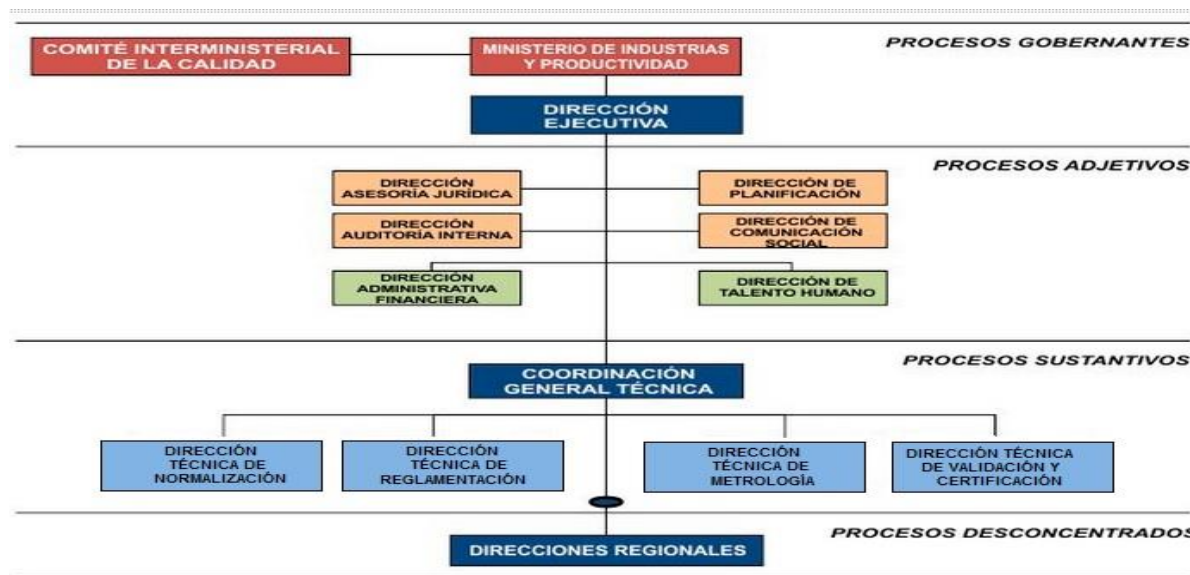 PROCESOS GOBERNANTES
COMITÉ INTERMINISTERIAL
DE LA CALIDAD
MINISTERIO DE INDUSTRIAS
Y PRODUCTIVIDAD
DIRECCIÓN
EJECUTIVA
PROCESOS ADJETIVOS
DIRECCIÓN
ASESORÍA JURÍDICA
DIRECCIÓN DE
PLANIFICACIÓN
DIRECCIÓN
AUDITORÍA INTERNA
DIRECCIÓN DE
COMUNICACIÓN
SOCIAL
DIRECCIÓN
ADMINISTRATIVA
FINANCIERA
DIRECCIÓN DE
TALENTO HUMANO
PROCESOS SUSTANTIVOS
COORDINACIÓN
GENERAL TÉCNICA
DIRECCIÓN
TÉCNICA DE
NORMALIZACIÓN
DIRECCIÓN
TÉCNICA DE
REGLAMENTACIÓN
DIRECCIÓN
TÉCNICA DE
METROLOGÍA
DIRECCIÓN TÉCNICA
DE VALIDACIÓN Y
CERTIFICACIÓN
PROCESOS DESCONCENTRADOS
DIRECCIONES REGIONALES